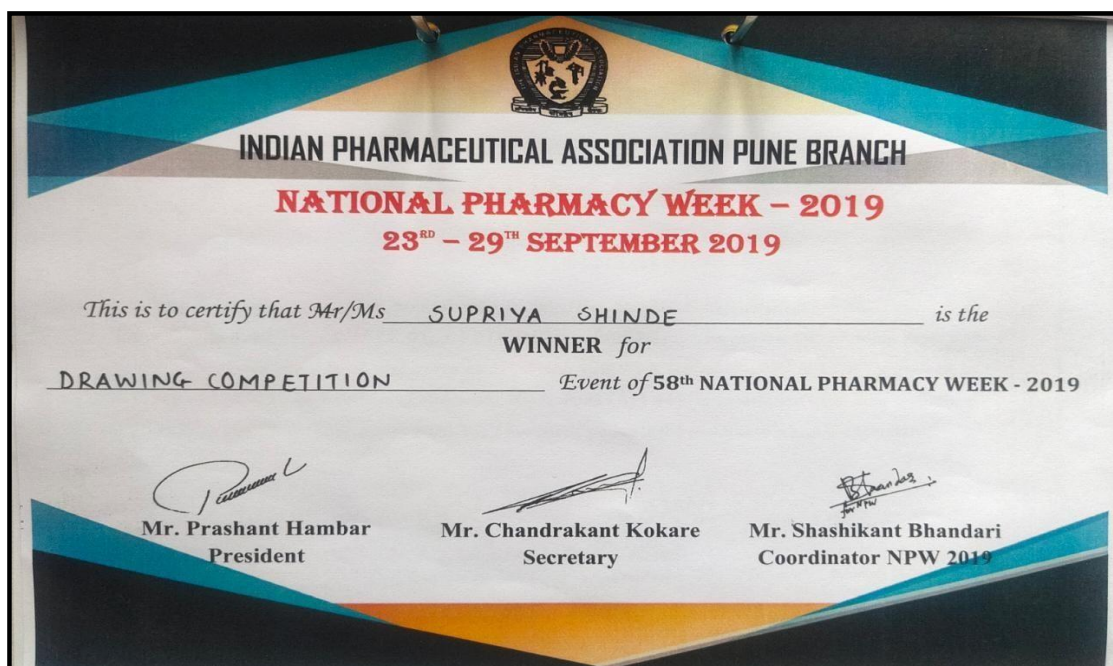 INDIAN PHARMACEUTICAL ASSOCIATION PUNE BRANCH
NATIONAL PHARMACY WEEK – 2019
23RD – 29TH SEPTEMBER 2019
This is to certify that Mr/Ms SUPRIYA SHINDE is the
WINNER for
DRAWING COMPETITION Event of 58th NATIONAL PHARMACY WEEK - 2019
for NPW
Mr. Prashant Hambar Mr. Chandrakant Kokare Mr. Shashikant Bhandari
President Secretary Coordinator NPW 2019